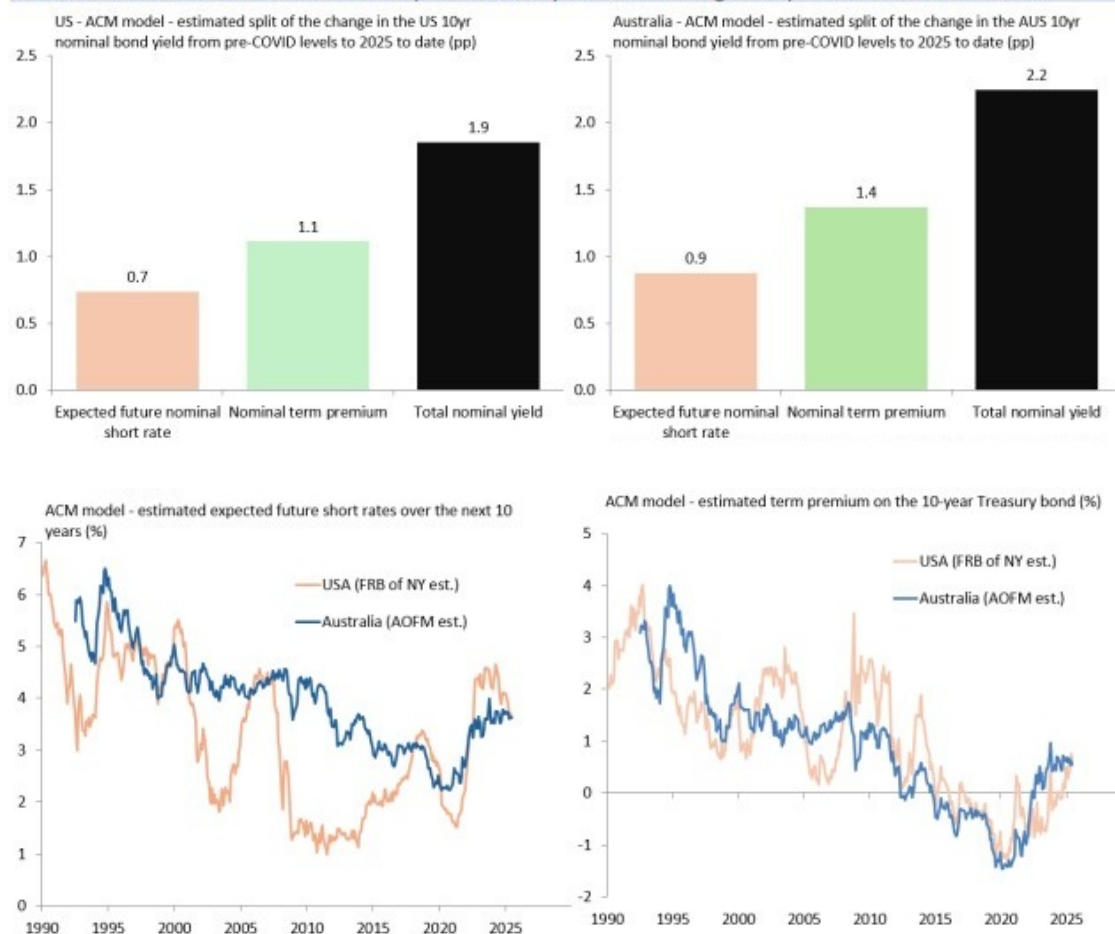 US - ACM model - estimated split of the change in the US 10yr
nominal bond yield from pre-COVID levels to 2025 to date (pp)
2.5
2.0
1.5
1.0
0.5
0.0
0.7
1.1
1.9
Expected future nominal
short rate
Nominal term premium
Total nominal yield
Australia - ACM model - estimated split of the change in the AUS 10yr
nominal bond yield from pre-COVID levels to 2025 to date (pp)
2.5
2.0
1.5
1.0
0.5
0.0
0.9
1.4
2.2
Expected future nominal
short rate
Nominal term premium
Total nominal yield
ACM model - estimated expected future short rates over the next 10
years (%)
7
6
5
4
3
2
1
0
USA (FRB of NY est.)
Australia (AOFM est.)
1990 1995 2000 2005 2010 2015 2020 2025
ACM model - estimated term premium on the 10-year Treasury bond (%)
5
4
3
2
1
0
-1
-2
USA (FRB of NY est.)
Australia (AOFM est.)
1990 1995 2000 2005 2010 2015 2020 2025